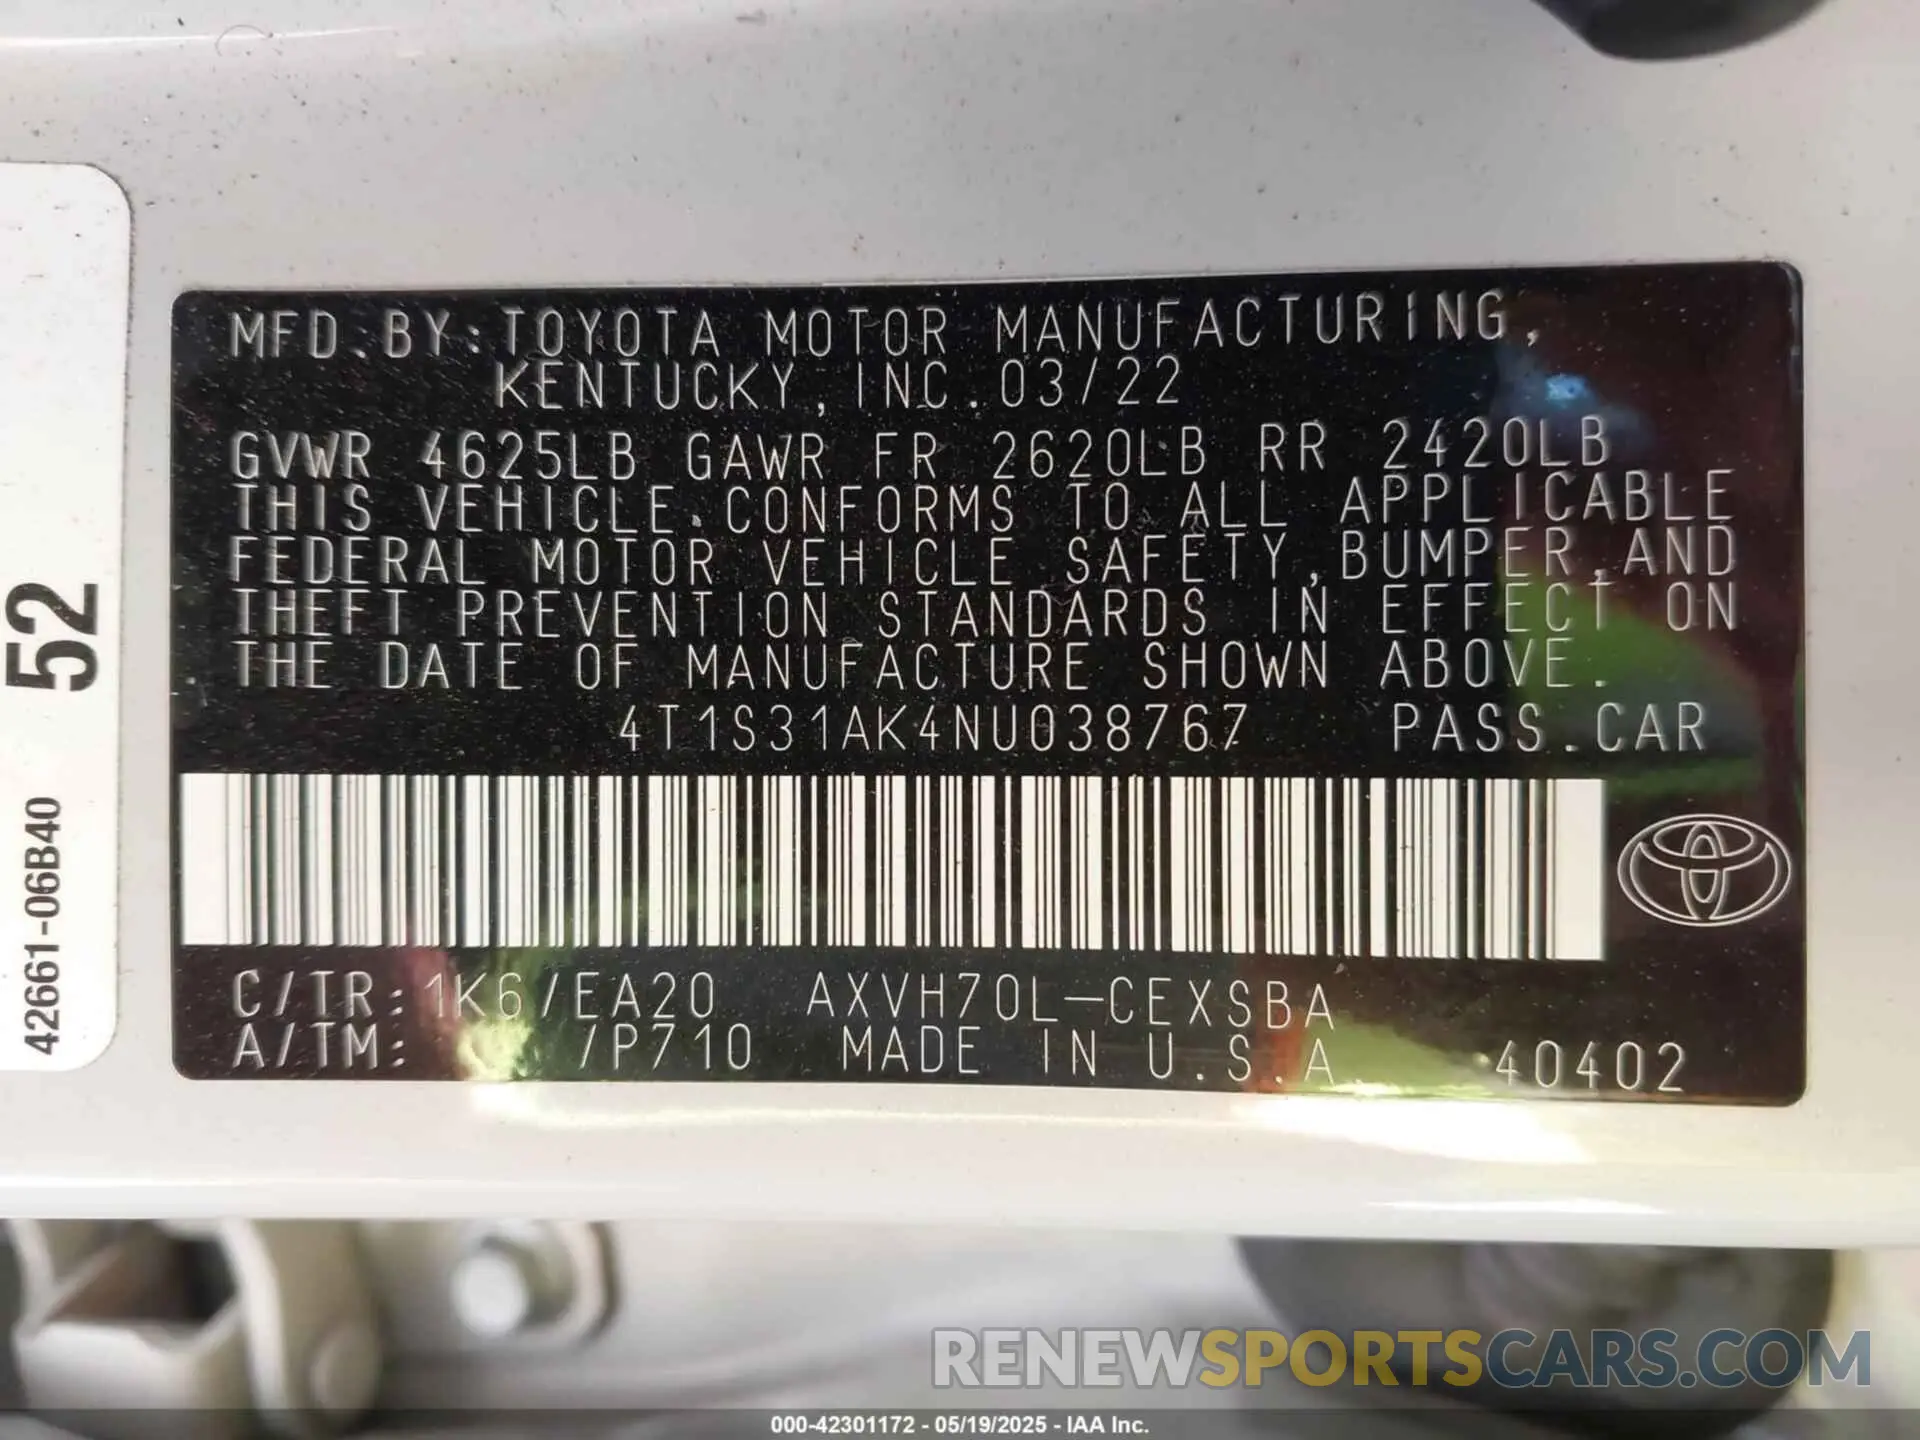 MFD.BY:TOYOTA MOTOR MANUFACTURING,
KENTUCKY,INC.03/22
GVWR 4625LB GAWR FR 2620LB RR 2420LB
THIS VEHICLE CONFORMS TO ALL APPLICABLE
FEDERAL MOTOR VEHICLE SAFETY,BUMPER,AND
THEFT PREVENTION STANDARDS IN EFFECT ON
THE DATE OF MANUFACTURE SHOWN ABOVE.
4T1S31AK4NU038767 PASS.CAR
C/TR:1K6/EA20 AXVH70L-CEXSBA
A/TM: /P710 MADE IN U.S.A. 40402
52
42661-06B40
RENEWSPORTSCARS.COM
000-42301172 - 05/19/2025 - IAA Inc.